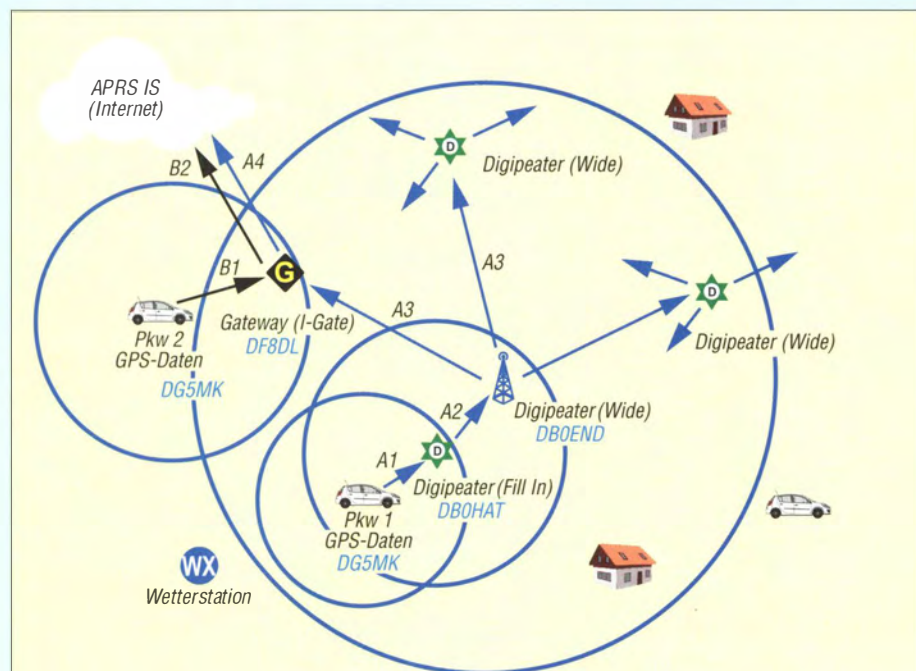 APRS IS
(Internet)
B2
A4
D
Digipeater (Wide)
A3
B1
G
D
Gateway (I-Gate)
DF8DL
A3
Digipeater (Wide)
Pkw 2
GPS-Daten
DG5MK
A2
Digipeater (Wide)
DB0END
D
A1
Digipeater (Fill In)
DB0HAT
Pkw 1
GPS-Daten
DG5MK
WX
Wetterstation